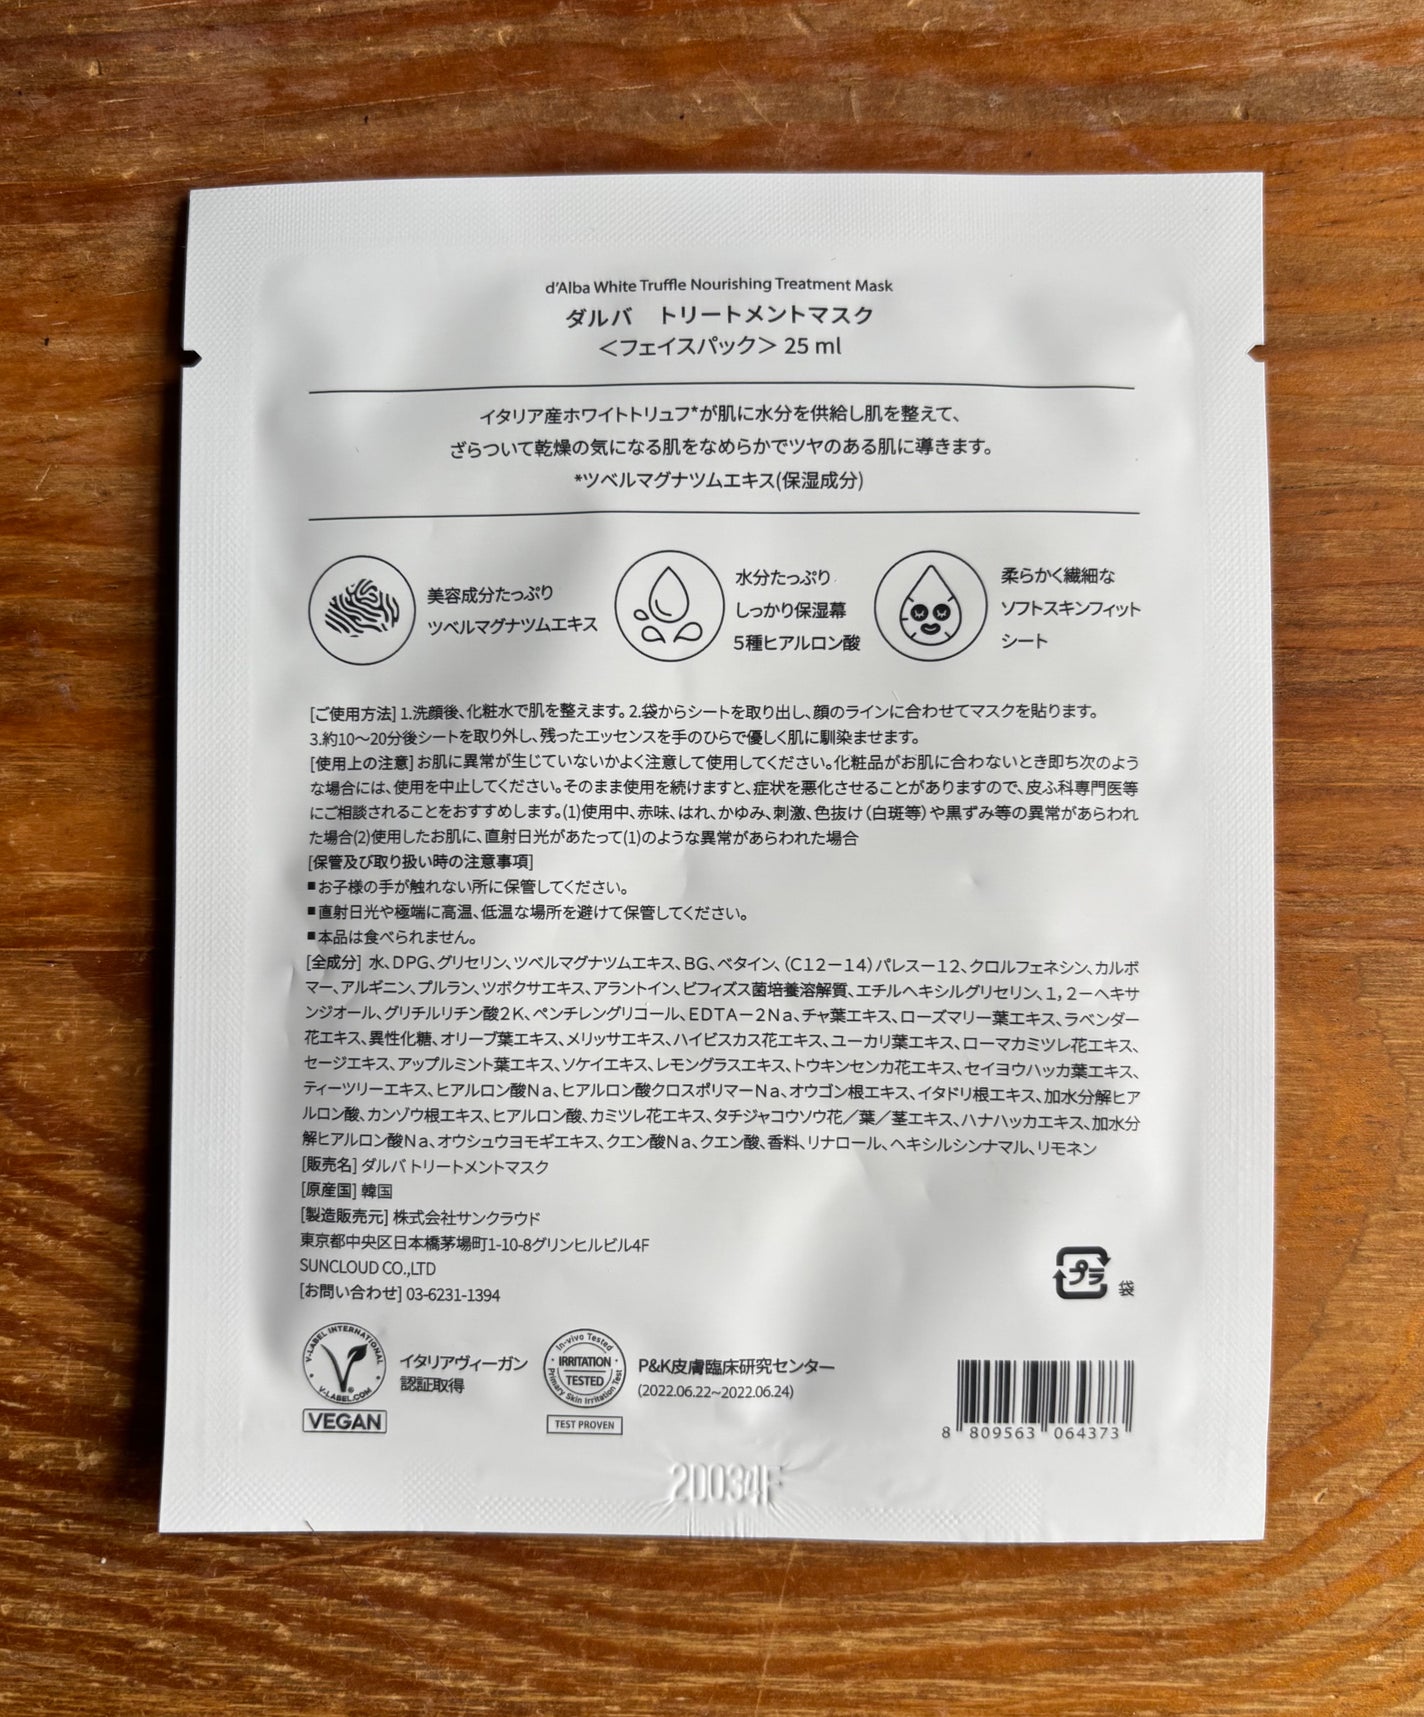 d'Alba White Truffle Nourishing Treatment Mask
ダルバ　トリートメントマスク
＜フェイスパック＞ 25 ml
イタリア産ホワイトトリュフ*が肌に水分を供給し肌を整えて、
ざらついて乾燥の気になる肌をなめらかでツヤのある肌に導きます。
*ツベルマグナツムエキス(保湿成分)
美容成分たっぷり
ツベルマグナツムエキス
水分たっぷり
しっかり保湿幕
5種ヒアルロン酸
柔らかく繊細な
ソフトスキンフィット
シート
[ご使用方法] 1.洗顔後、化粧水で肌を整えます。2.袋からシートを取り出し、顔のラインに合わせてマスクを貼ります。
3.約10～20分後シートを取り外し、残ったエッセンスを手のひらで優しく肌に馴染ませます。
[使用上の注意] お肌に異常が生じていないかよく注意して使用してください。化粧品がお肌に合わないとき即ち次のよう
な場合には、使用を中止してください。そのまま使用を続けますと、症状を悪化させることがありますので、皮ふ科専門医等
にご相談されることをおすすめします。(1)使用中、赤味、はれ、かゆみ、刺激、色抜け（白斑等）や黒ずみ等の異常があらわれ
た場合(2)使用したお肌に、直射日光があたって(1)のような異常があらわれた場合
[保管及び取り扱い時の注意事項]
■お子様の手が触れない所に保管してください。
■直射日光や極端に高温、低温な場所を避けて保管してください。
■本品は食べられません。
[全成分] 水、DPG、グリセリン、ツベルマグナツムエキス、BG、ベタイン、（C12－14）パレス－12、クロルフェネシン、カルボ
マー、アルギニン、プルラン、ツボクサエキス、アラントイン、ビフィズス菌培養溶解質、エチルヘキシルグリセリン、1，2－ヘキサ
ンジオール、グリチルリチン酸2K、ペンチレングリコール、EDTA－2Na、チャ葉エキス、ローズマリー葉エキス、ラベンダー
花エキス、異性化糖、オリーブ葉エキス、メリッサエキス、ハイビスカス花エキス、ユーカリ葉エキス、ローマカミツレ花エキス、
セージエキス、アップルミント葉エキス、ソケイエキス、レモングラスエキス、トウキンセンカ花エキス、セイヨウハッカ葉エキス、
ティーツリーエキス、ヒアルロン酸Na、ヒアルロン酸クロスポリマーNa、オウゴン根エキス、イタドリ根エキス、加水分解ヒア
ルロン酸、カンゾウ根エキス、ヒアルロン酸、カミツレ花エキス、タチジャコウソウ花／葉／茎エキス、ハナハッカエキス、加水分
解ヒアルロン酸Na、オウシュウヨモギエキス、クエン酸Na、クエン酸、香料、リナロール、ヘキシルシンナマル、リモネン
[販売名] ダルバ トリートメントマスク
[原産国] 韓国
[製造販売元] 株式会社サンクラウド
東京都中央区日本橋茅場町1-10-8グリンヒルビル4F
SUNCLOUD CO.,LTD
[お問い合わせ] 03-6231-1394
プラ
袋
V-LABEL INTERNATIONAL
V-LABEL.COM
VEGAN
イタリアヴィーガン
認証取得
In-vivo Tested
IRRITATION
TESTED
Primary Skin Irritation Test
TEST PROVEN
P&K皮膚臨床研究センター
(2022.06.22~2022.06.24)
8 809563 064373
20034F